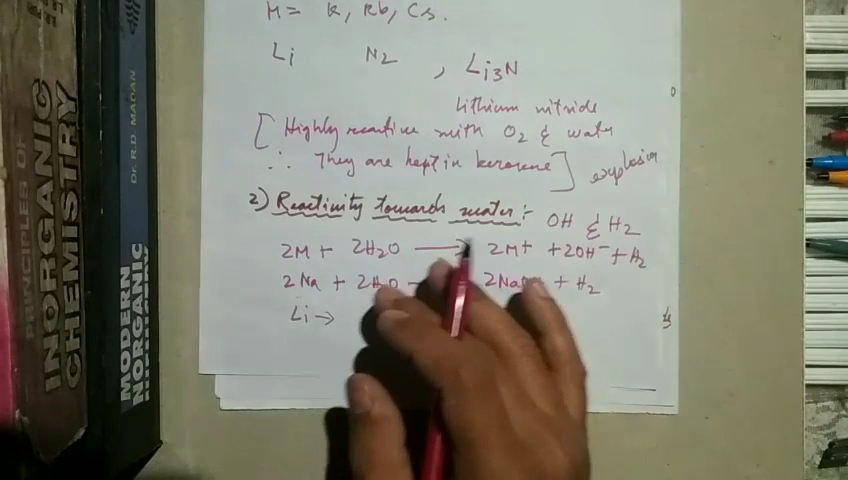 M = K, Rb, Cs.
Li N2 , Li3N
Lithium nitride
[ Highly reactive with O2 & water
∴ They are kept in kerosene ] explosion
2) Reactivity towards water :- OH & H2
2M + 2H2O → 2M+ + 2OH- + H2
2Na + 2H2O + H2
Li →
PRINCIPLES OF
INORGANIC
CHEMISTRY
MODERN
INORGANIC
Dr. R.D. MADAN